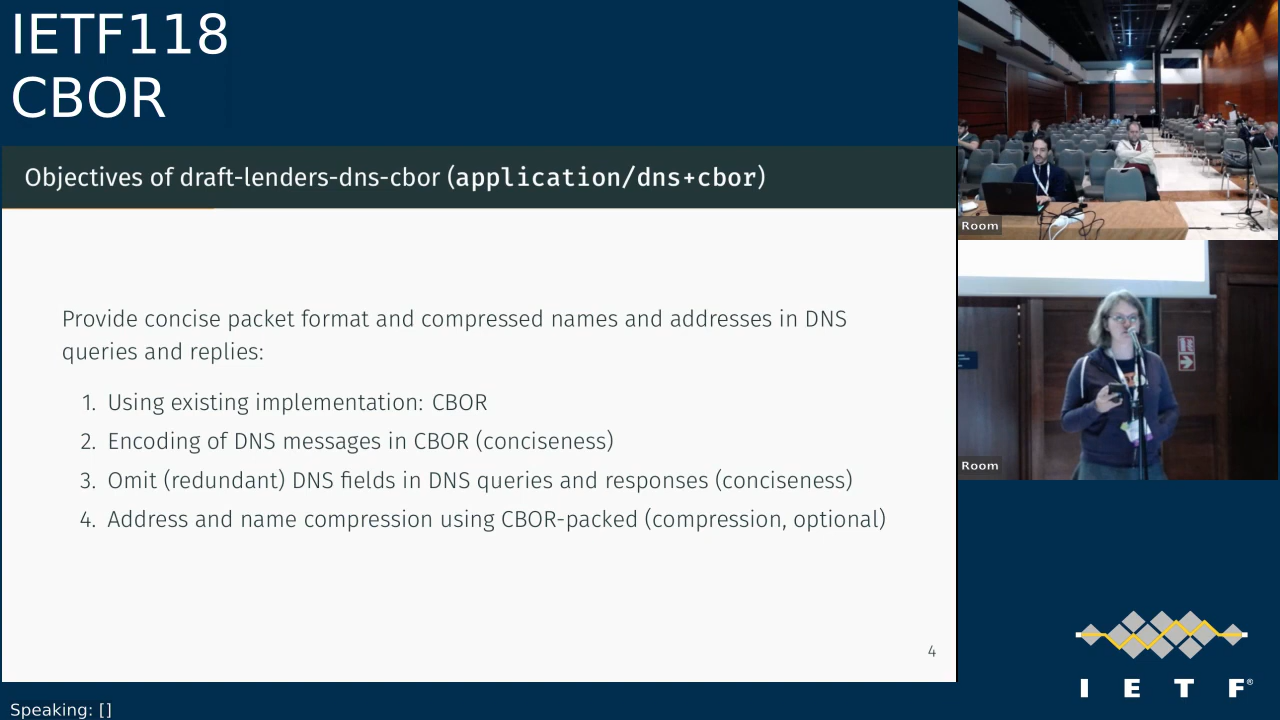 IETF118
CBOR
Objectives of draft-lenders-dns-cbor (application/dns+cbor)
Provide concise packet format and compressed names and addresses in DNS
queries and replies:
1. Using existing implementation: CBOR
2. Encoding of DNS messages in CBOR (conciseness)
3. Omit (redundant) DNS fields in DNS queries and responses (conciseness)
4. Address and name compression using CBOR-packed (compression, optional)
4
Room
Room
I E T F®
Speaking: []